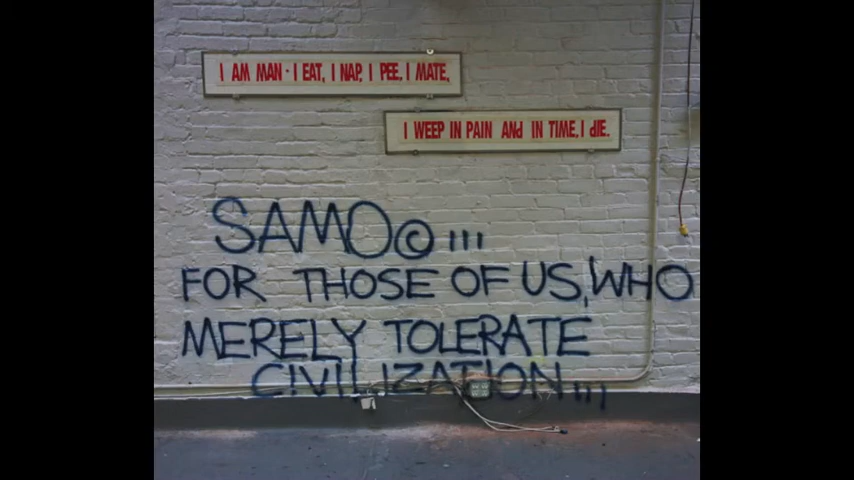 I AM MAN · I EAT, I NAP, I PEE, I MATE,
I WEEP IN PAIN ANd IN TIME, I dIE.
SAMO© ıı,
FOR THOSE OF US, WHO
MERELY TOLERATE
CIVILIZATION ,,,